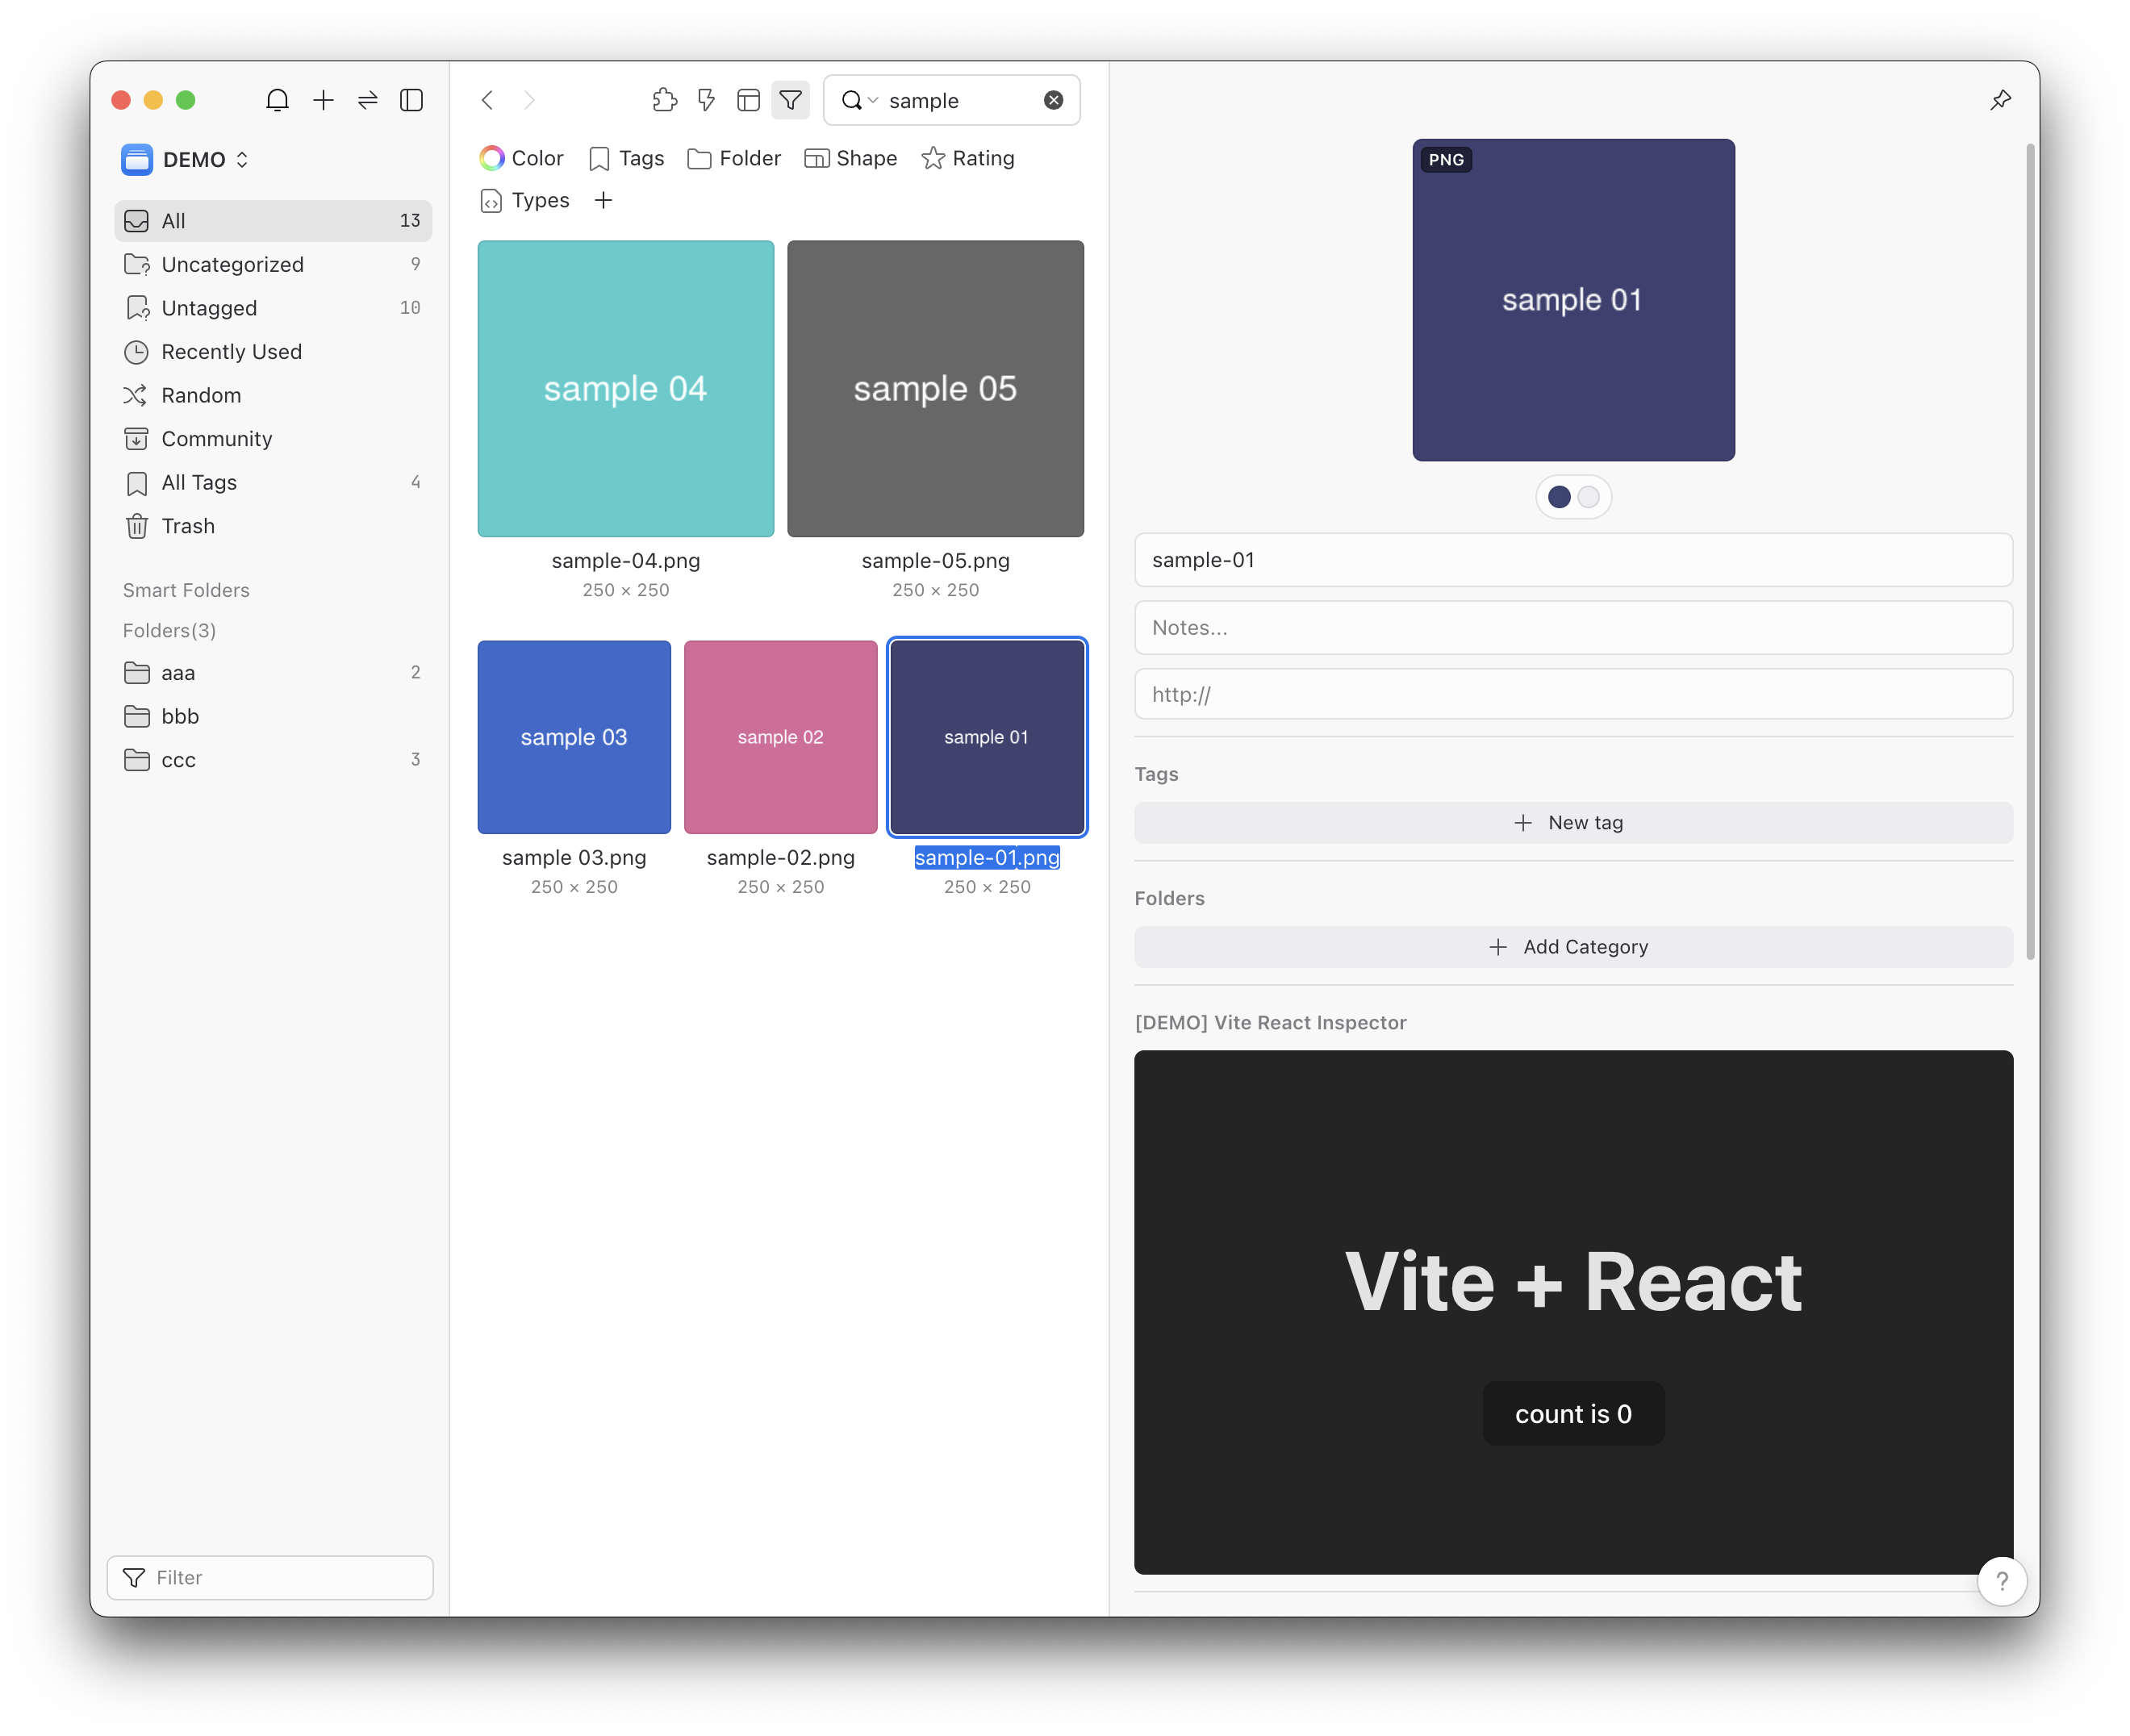 DEMO
All 13
Uncategorized 9
Untagged 10
Recently Used
Random
Community
All Tags 4
Trash
Smart Folders
Folders(3)
aaa 2
bbb
ccc 3
Filter
sample
Color Tags Folder Shape Rating
Types
sample 04 sample 05
sample-04.png sample-05.png
250 × 250 250 × 250
sample 03 sample 02 sample 01
sample 03.png sample-02.png sample-01.png
250 × 250 250 × 250 250 × 250
PNG
sample 01
sample-01
Notes...
http://
Tags
+ New tag
Folders
+ Add Category
[DEMO] Vite React Inspector
Vite + React
count is 0
?